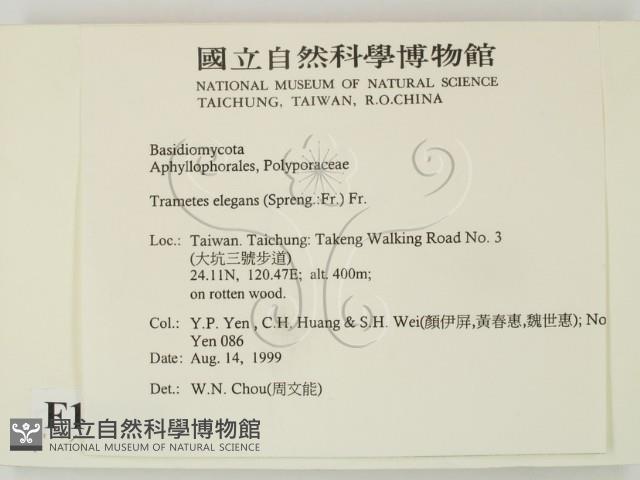 國立自然科學博物館
NATIONAL MUSEUM OF NATURAL SCIENCE
TAICHUNG, TAIWAN, R.O.CHINA
Basidiomycota
Aphyllophorales, Polyporaceae
Trametes elegans (Spreng.:Fr.) Fr.
Loc.: Taiwan. Taichung: Takeng Walking Road No. 3
(大坑三號步道)
24.11N, 120.47E; alt. 400m;
on rotten wood.
Col.: Y.P. Yen , C.H. Huang & S.H. Wei(顏伊屏,黃春惠,魏世惠); No
Yen 086
Date: Aug. 14, 1999
Det.: W.N. Chou(周文能)
F1
國立自然科學博物館
NATIONAL MUSEUM OF NATURAL SCIENCE